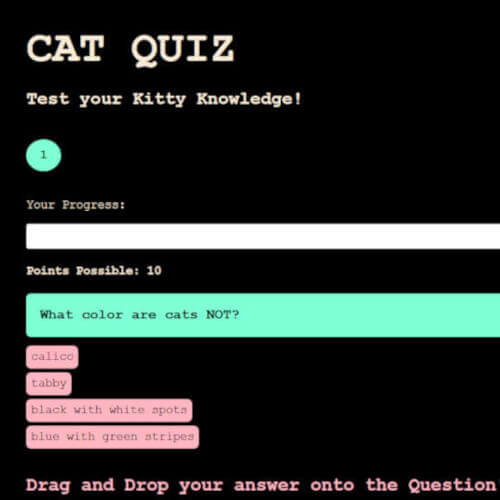 CAT QUIZ
Test your Kitty Knowledge!
1
Your Progress:
Points Possible: 10
What color are cats NOT?
calico
tabby
black with white spots
blue with green stripes
Drag and Drop your answer onto the Question